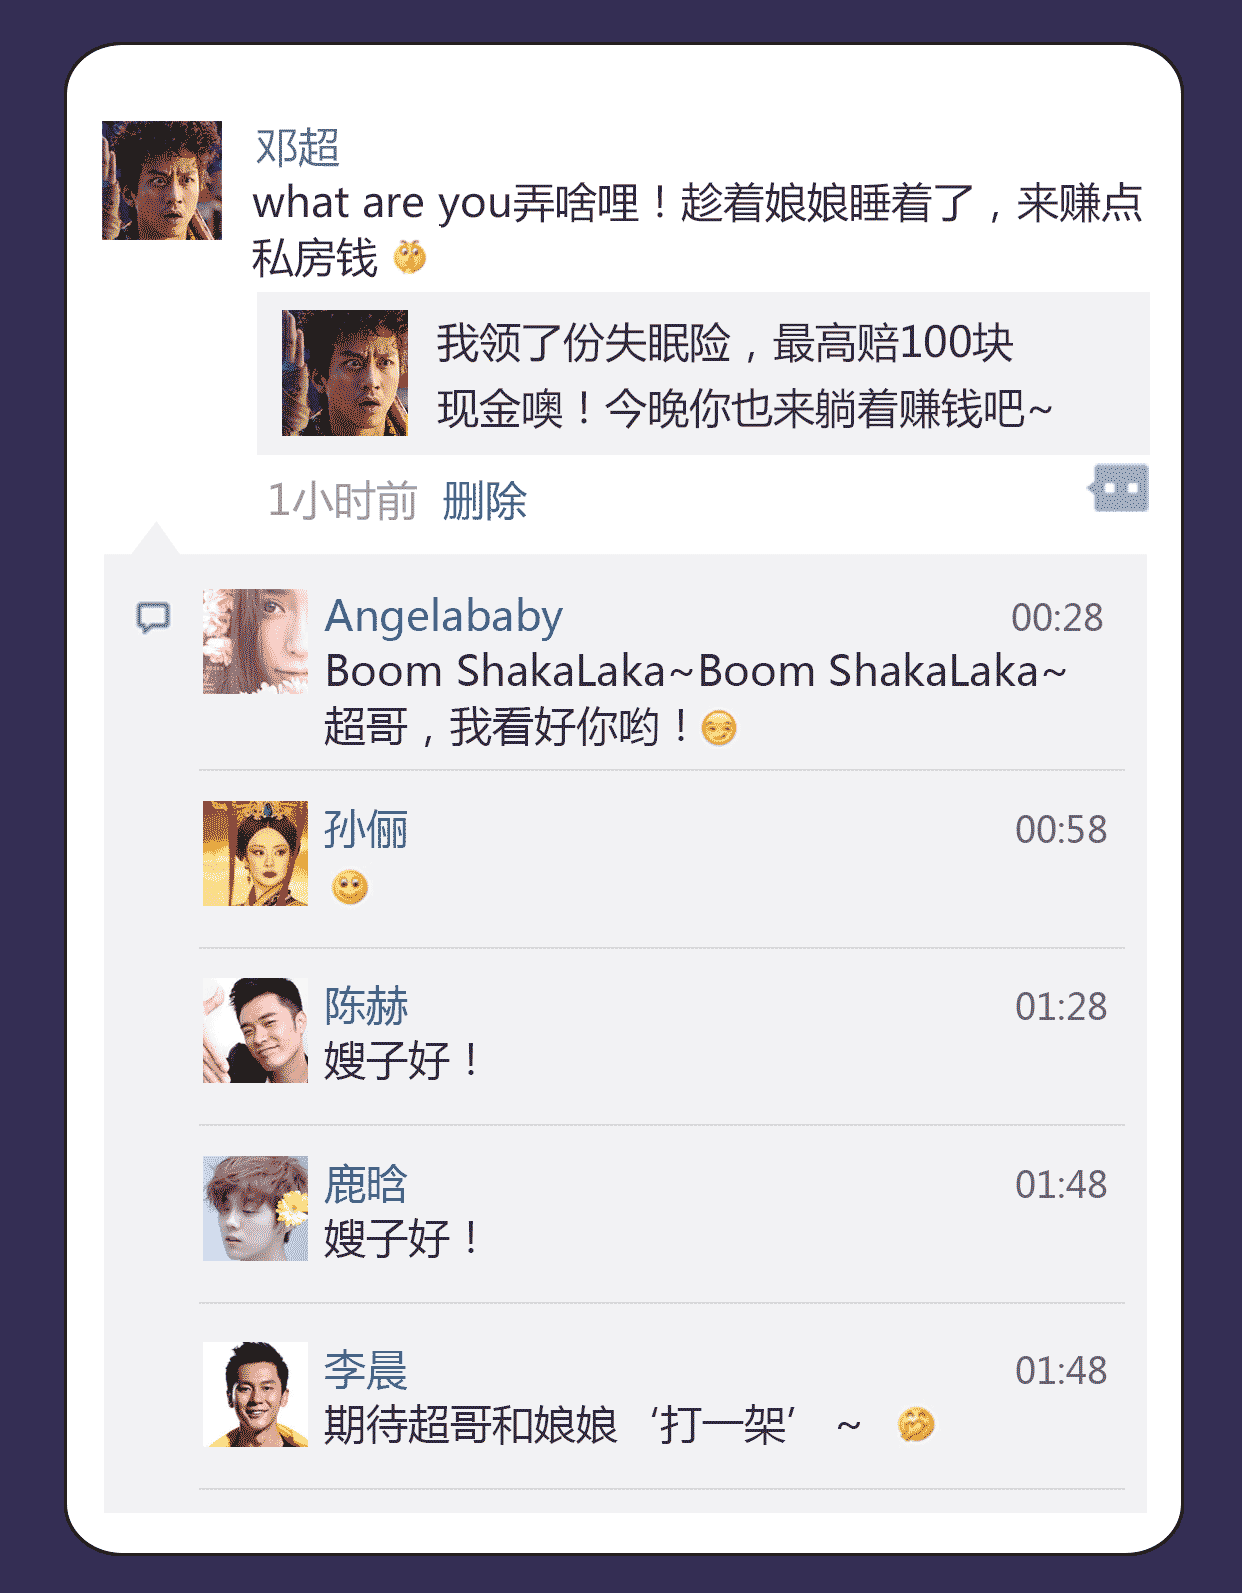 邓超
what are you弄啥哩！趁着娘娘睡着了，来赚点
私房钱
我领了份失眠险，最高赔100块
现金噢！今晚你也来躺着赚钱吧~
1小时前 删除
Angelababy 00:28
Boom ShakaLaka~Boom ShakaLaka~
超哥，我看好你哟！
孙俪 00:58
陈赫 01:28
嫂子好！
鹿晗 01:48
嫂子好！
李晨 01:48
期待超哥和娘娘‘打一架’ ~